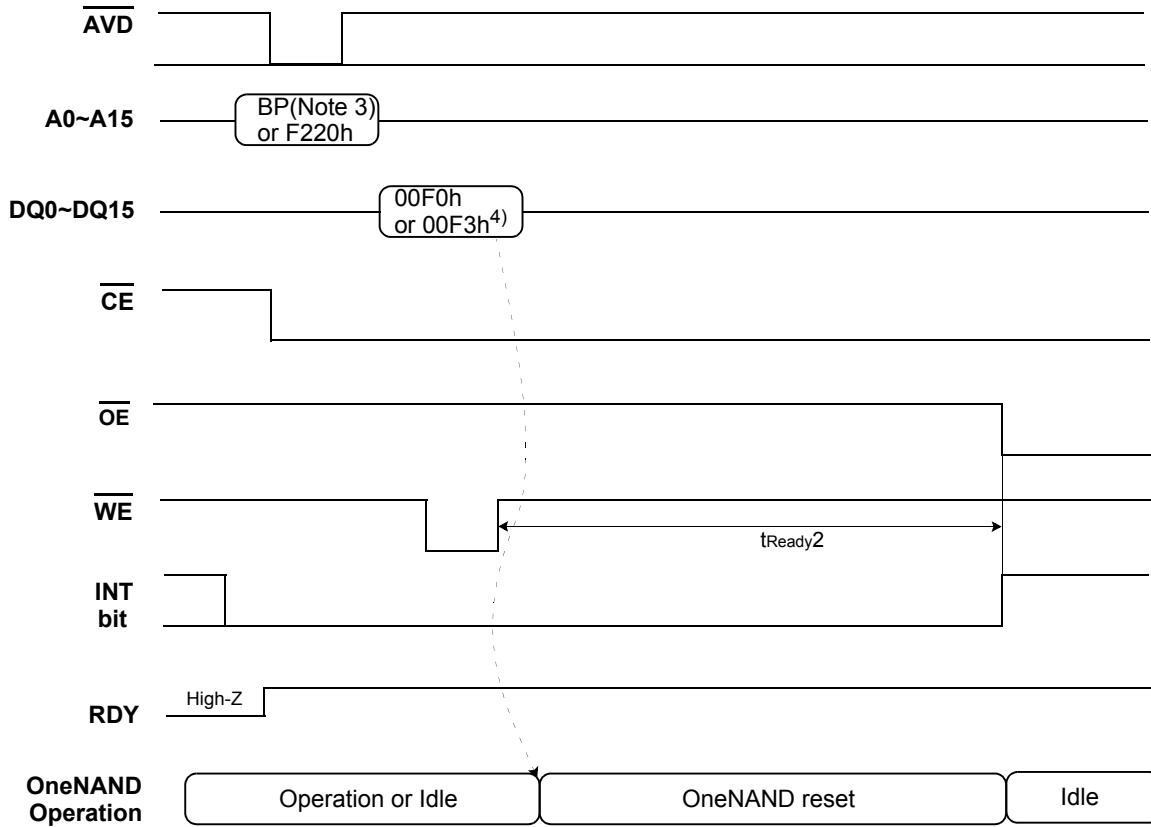 AVD
A0~A15
BP(Note 3)
or F220h
DQ0~DQ15
00F0h
or 00F3h4)
CE
OE
WE
tReady2
INT
bit
High-Z
RDY
OneNAND
Operation
Operation or Idle
OneNAND reset
Idle